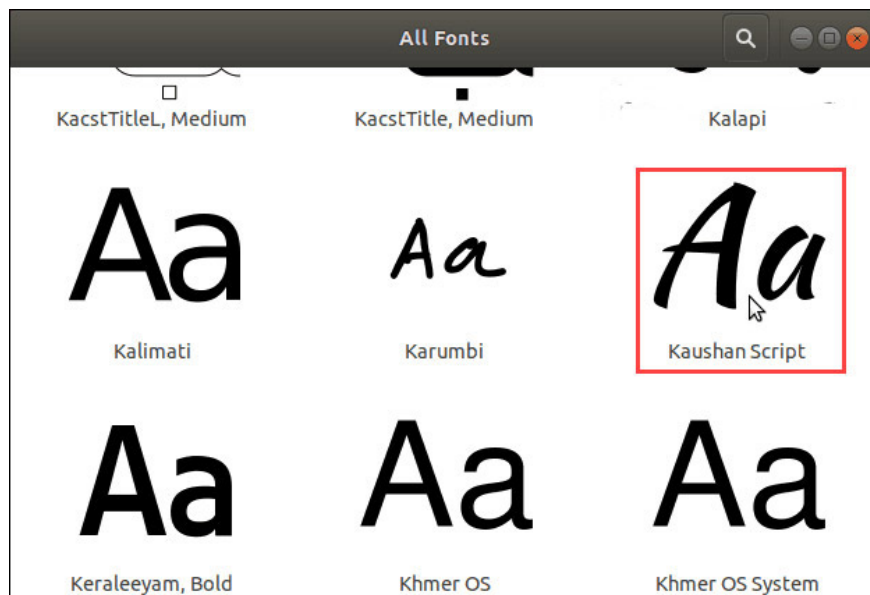 All Fonts
KacstTitleL, Medium
KacstTitle, Medium
Kalapi
Aa
Aa
Aa
Kalimati
Karumbi
Kaushan Script
Aa
Aa
Aa
Keraleeyam, Bold
Khmer OS
Khmer OS System